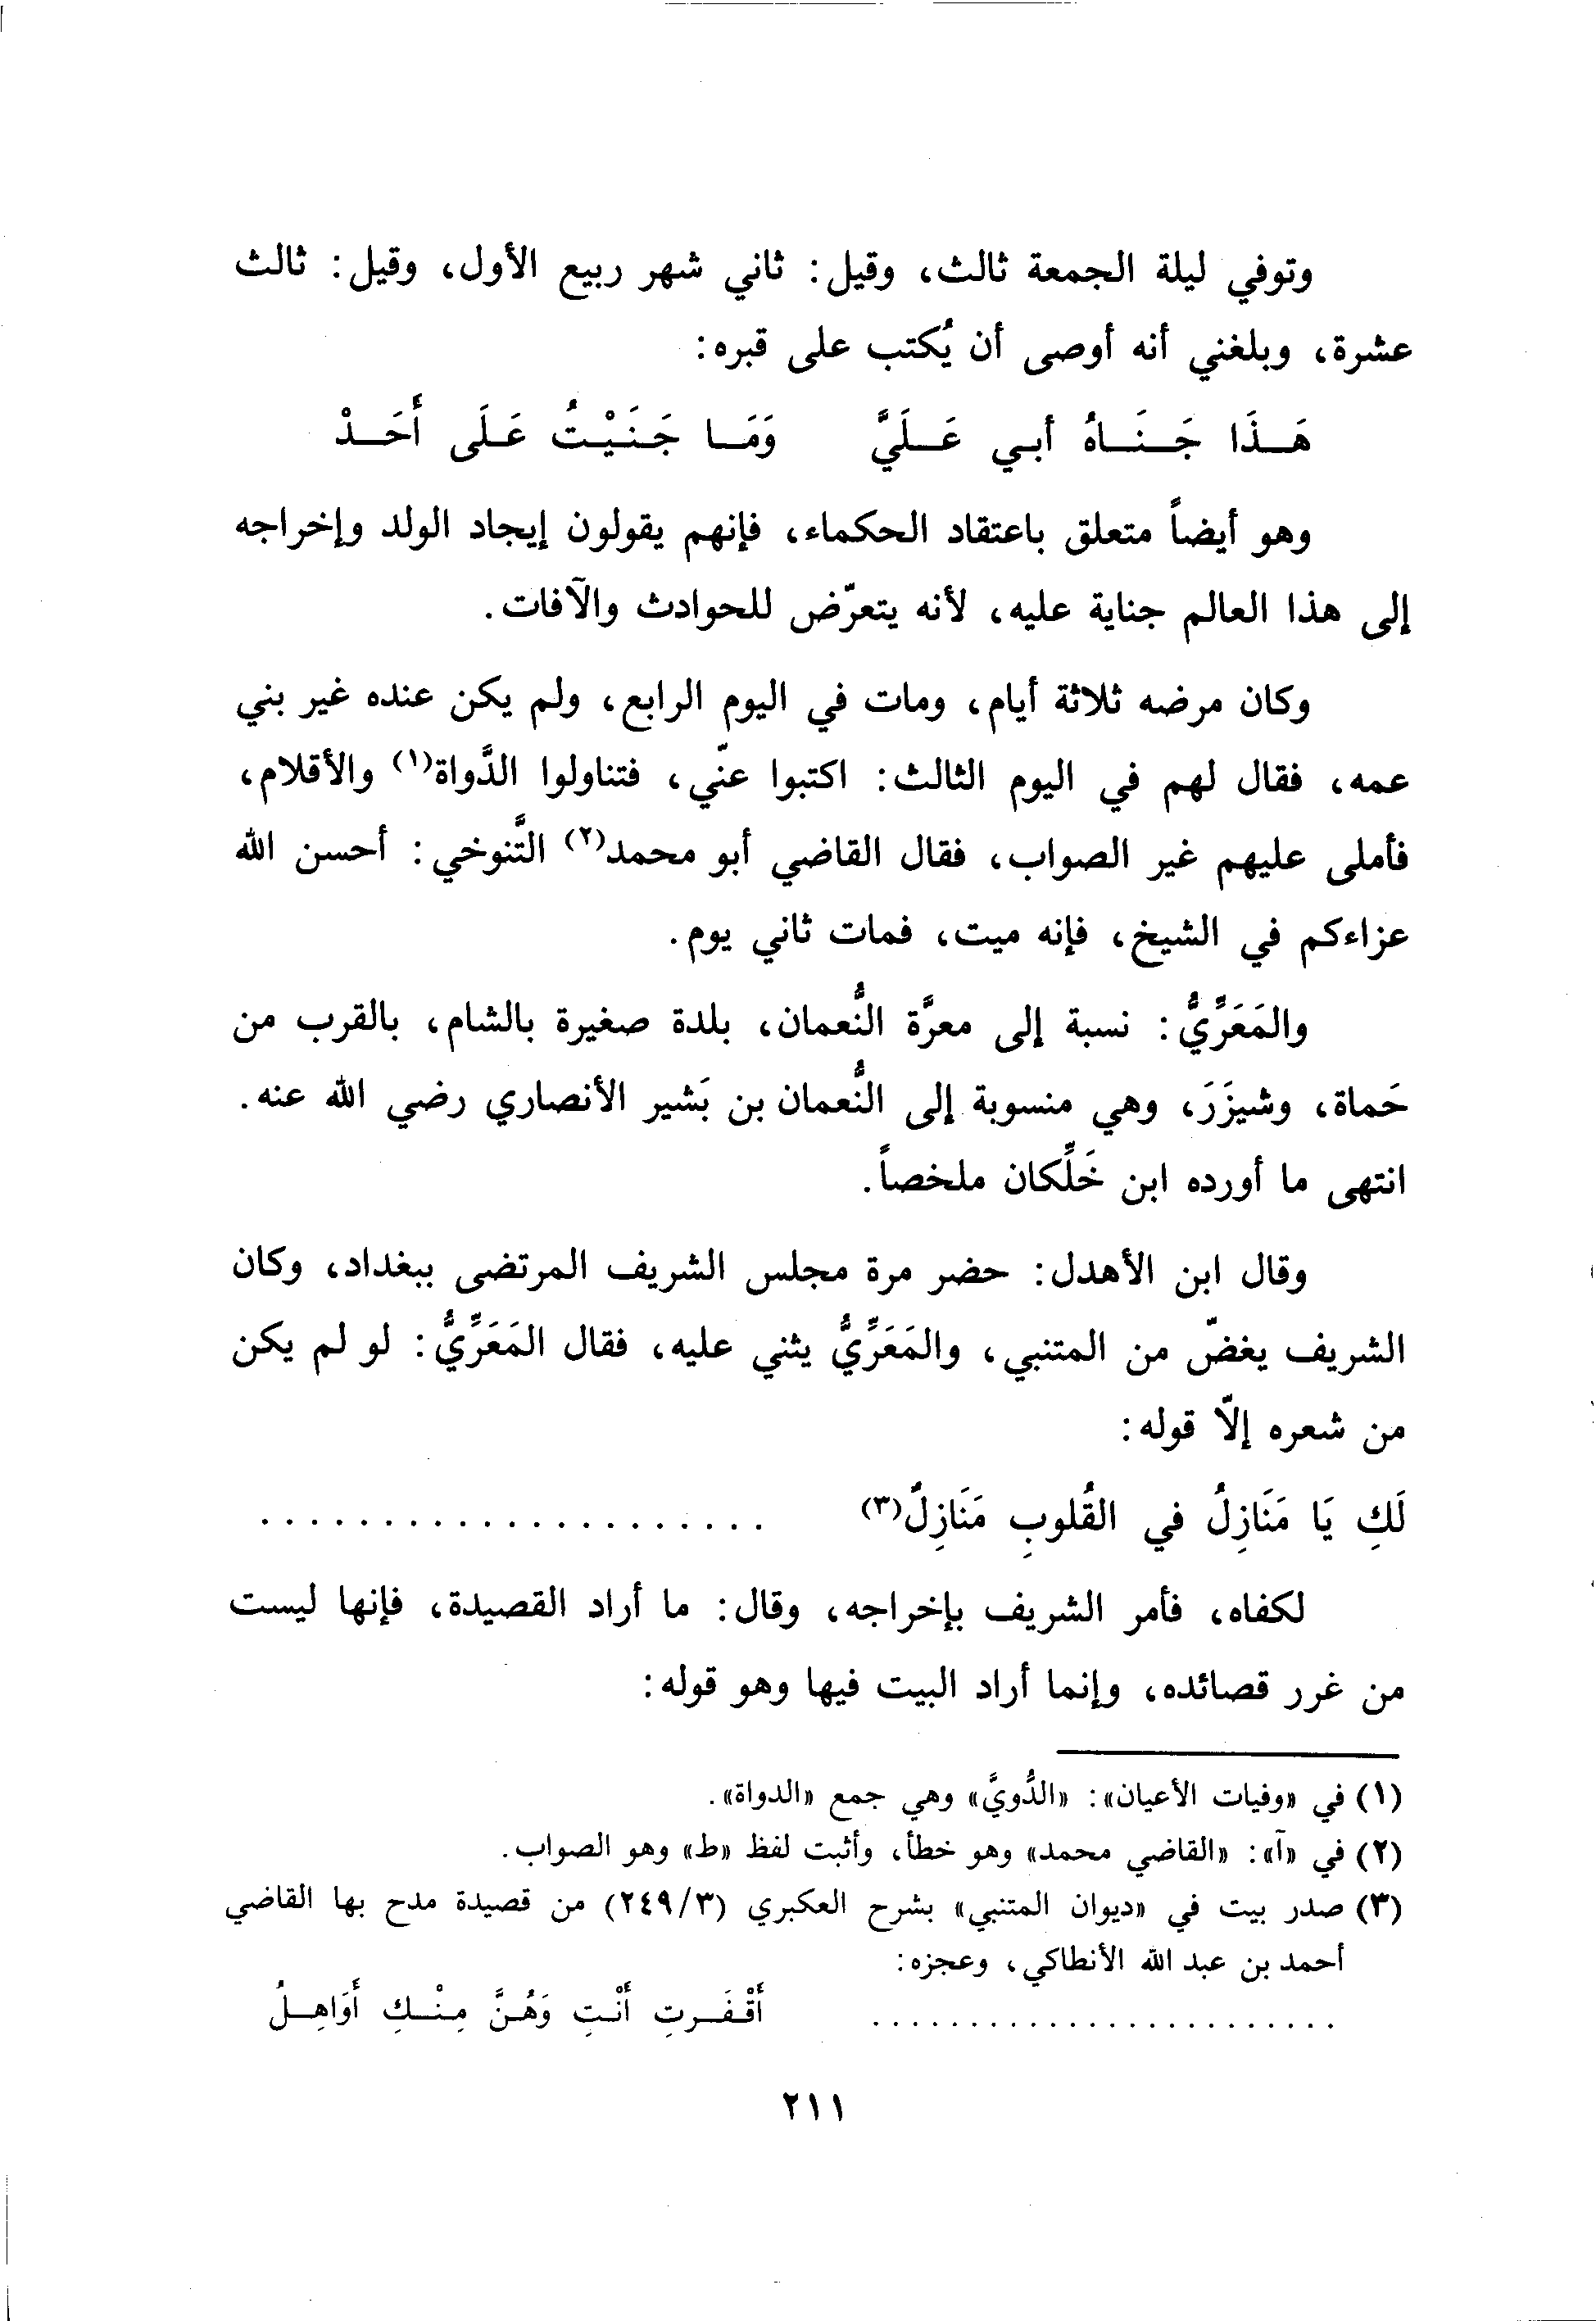 وتوفي ليلة الجمعة ثالث، وقيل: ثاني شهر ربيع الأول، وقيل: ثالث
عشرة، وبلغني أنه أوصى أن يُكتب على قبره:
هَـذَا جَـنَـاهُ أبـي عَـلَيَّ وَمَـا جَـنَـيْـتُ عَـلَى أَحَـدْ
وهو أيضاً متعلق باعتقاد الحكماء، فإنهم يقولون إيجاد الولد وإخراجه
إلى هذا العالم جناية عليه، لأنه يتعرّض للحوادث والآفات.
وكان مرضه ثلاثة أيام، ومات في اليوم الرابع، ولم يكن عنده غير بني
عمه، فقال لهم في اليوم الثالث: اكتبوا عنّي، فتناولوا الدَّواة(١) والأقلام،
فأملى عليهم غير الصواب، فقال القاضي أبو محمد(٢) التَّنوخي: أحسن الله
عزاءكم في الشيخ، فإنه ميت، فمات ثاني يوم.
والمَعَرِّيُّ: نسبة إلى معرَّة النُّعمان، بلدة صغيرة بالشام، بالقرب من
حَماة، وشيزَرَ، وهي منسوبة إلى النُّعمان بن بَشير الأنصاري رضي الله عنه.
انتهى ما أورده ابن خَلِّكان ملخصاً.
وقال ابن الأهدل: حضر مرة مجلس الشريف المرتضى ببغداد، وكان
الشريف يغضّ من المتنبي، والمَعَرِّيُّ يثني عليه، فقال المَعَرِّيُّ: لو لم يكن
من شعره إلّا قوله:
لَكِ يَا مَنَازِلُ في القُلوبِ مَنَازِلُ(٣) . . . . . . . . . . . . . . . . . . . . .
لكفاه، فأمر الشريف بإخراجه، وقال: ما أراد القصيدة، فإنها ليست
من غرر قصائده، وإنما أراد البيت فيها وهو قوله:
(١) في «وفيات الأعيان»: «الدُّويَّ» وهي جمع «الدواة».
(٢) في «آ»: «القاضي محمد» وهو خطأ، وأثبت لفظ «ط» وهو الصواب.
(٣) صدر بيت في «ديوان المتنبي» بشرح العكبري (٢٤٩/٣) من قصيدة مدح بها القاضي
أحمد بن عبد الله الأنطاكي، وعجزه:
. . . . . . . . . . . . . . . . . . . . . . . أَقْـفَـرتِ أَنْـتِ وَهُـنَّ مِـنْـكِ أَوَاهِـلُ
٢١١